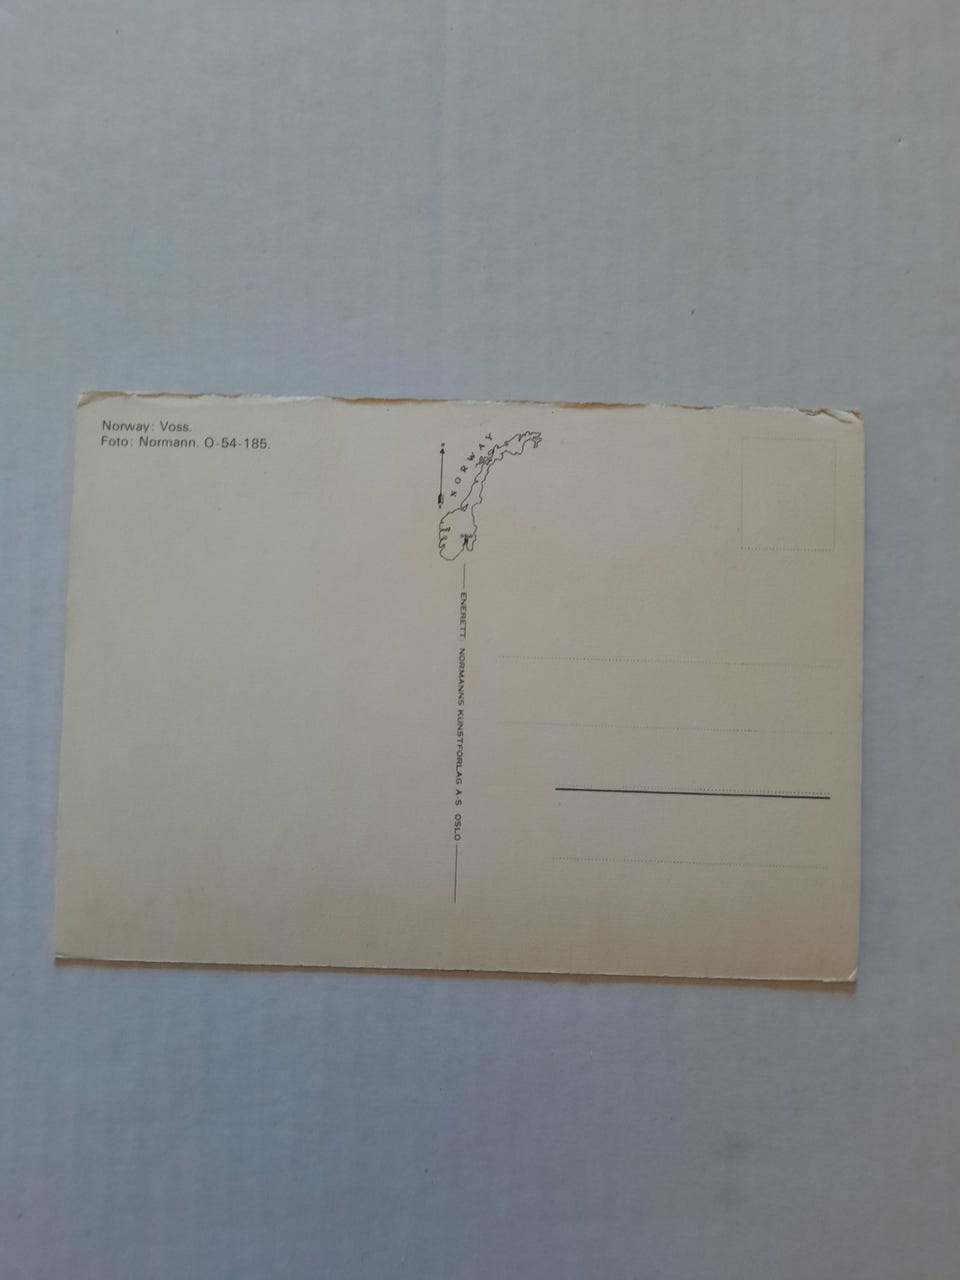 Norway: Voss.
Foto: Normann. O-54-185.
NORWAY
ENERETT: NORMANNS KUNSTFORLAG A-S OSLO